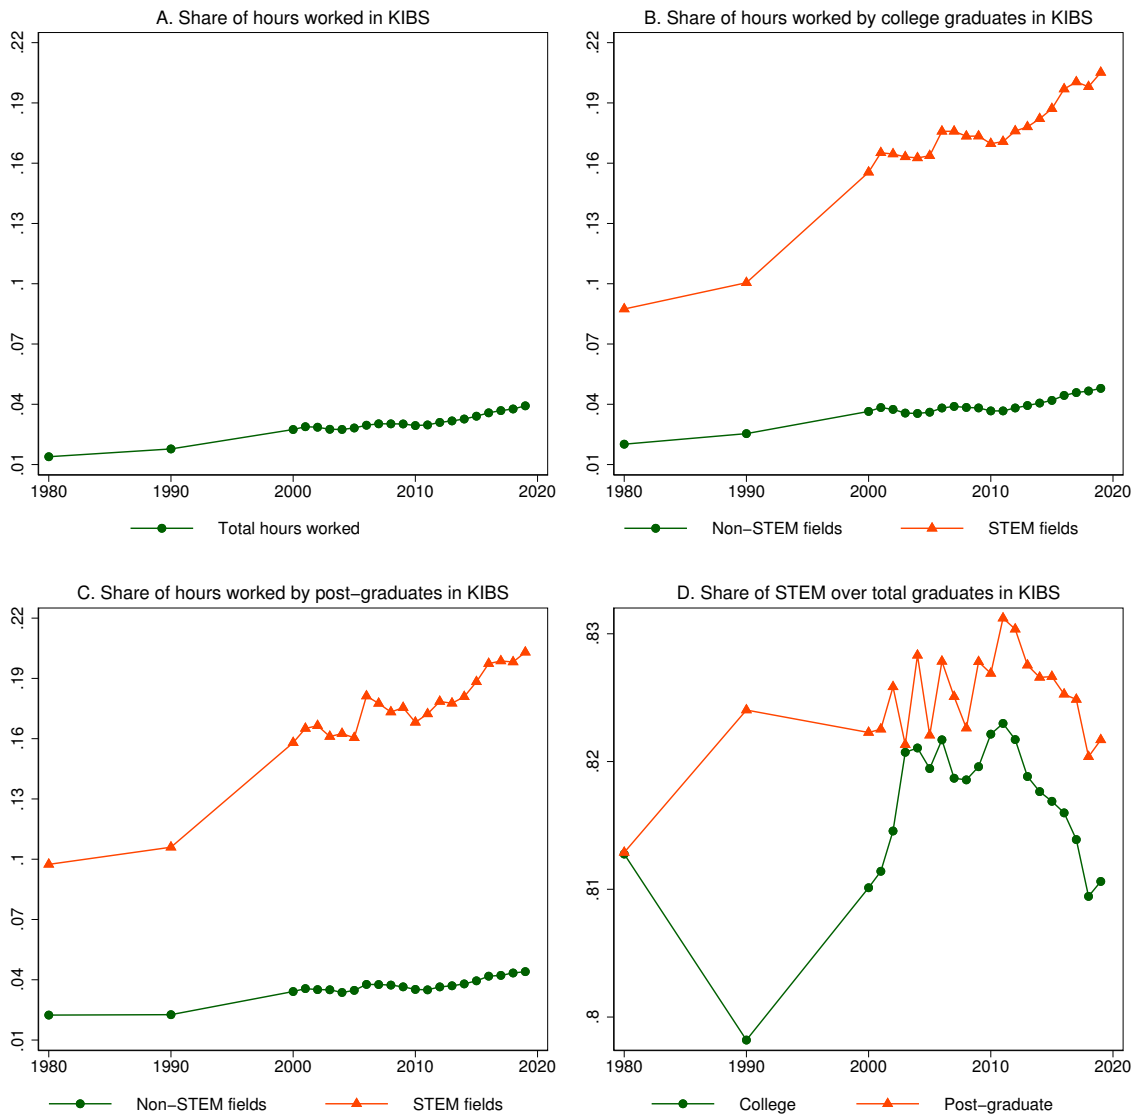 A. Share of hours worked in KIBS
.22
.19
.16
.13
.1
.07
.04
.01
1980 1990 2000 2010 2020
Total hours worked
B. Share of hours worked by college graduates in KIBS
.22
.19
.16
.13
.1
.07
.04
.01
1980 1990 2000 2010 2020
Non−STEM fields STEM fields
C. Share of hours worked by post−graduates in KIBS
.22
.19
.16
.13
.1
.07
.04
.01
1980 1990 2000 2010 2020
Non−STEM fields STEM fields
D. Share of STEM over total graduates in KIBS
.83
.82
.81
.8
1980 1990 2000 2010 2020
College Post−graduate